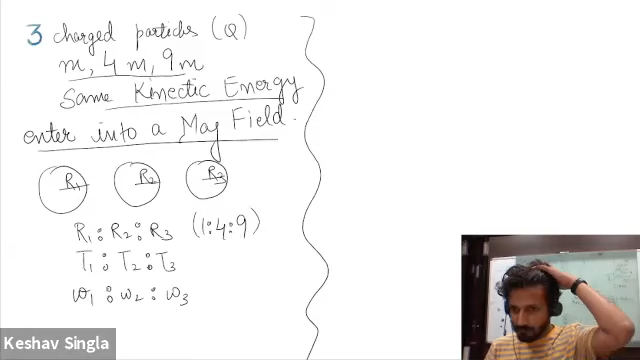 3 charged particles (Q)
m, 4m, 9m
Same Kinectic Energy
enter into a Mag Field.
R1 R2 R3
R1 : R2 : R3 (1:4:9)
T1 : T2 : T3
ω1 : ω2 : ω3
Keshav Singla